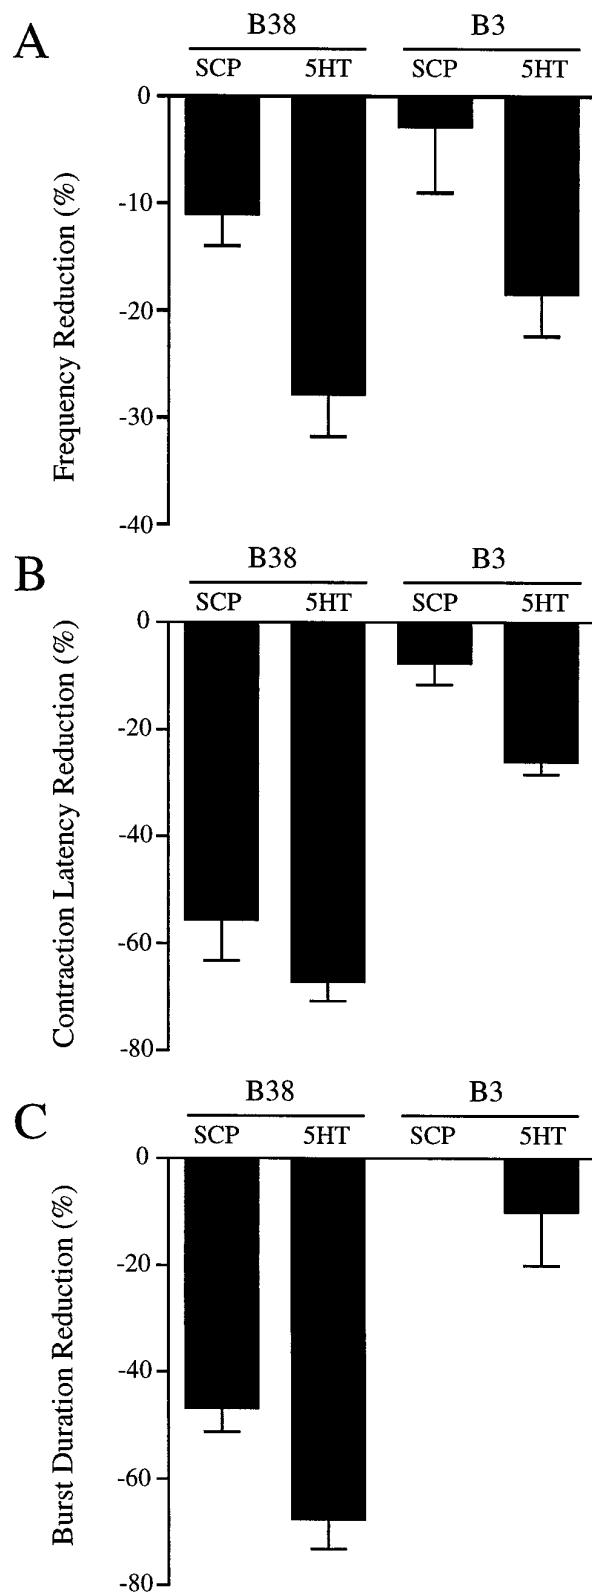 A
B38 B3
SCP 5HT SCP 5HT
0
-10
-20
-30
-40
Frequency Reduction (%)
B
B38 B3
SCP 5HT SCP 5HT
0
-20
-40
-60
-80
Contraction Latency Reduction (%)
C
B38 B3
SCP 5HT SCP 5HT
0
-20
-40
-60
-80
Burst Duration Reduction (%)